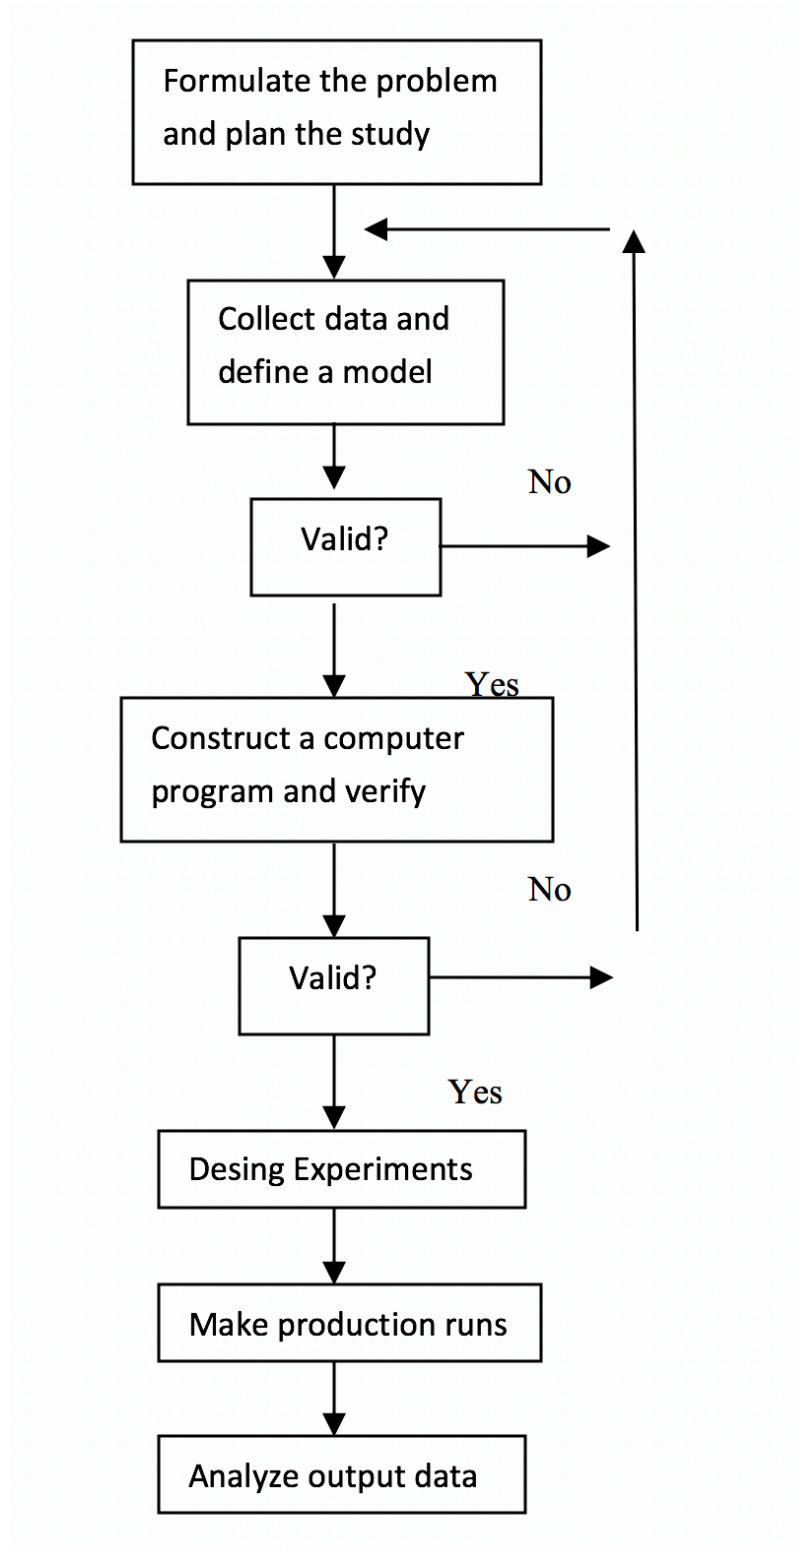 Formulate the problem
and plan the study
Collect data and
define a model
No
Valid?
Yes
Construct a computer
program and verify
No
Valid?
Yes
Desing Experiments
Make production runs
Analyze output data